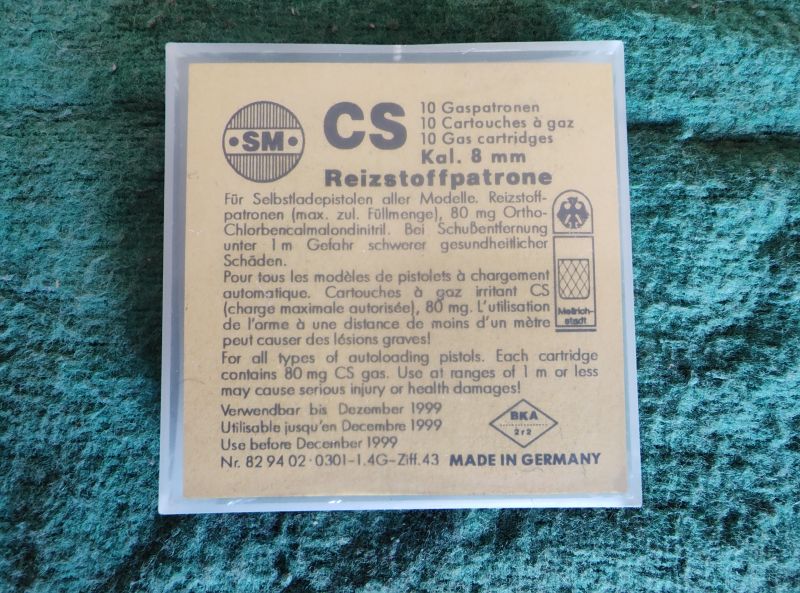 SM
CS
10 Gaspatronen
10 Cartouches à gaz
10 Gas cartridges
Kal. 8 mm
Reizstoffpatrone
Für Selbstladepistolen aller Modelle. Reizstoff-
patronen (max. zul. Füllmenge), 80 mg Ortho-
Chlorbencalmalondinitril. Bei Schußentfernung
unter 1 m Gefahr schwerer gesundheitlicher
Schäden.
Pour tous les modèles de pistolets à chargement
automatique. Cartouches à gaz irritant CS
(charge maximale autorisée), 80 mg. L'utilisation
de l'arme à une distance de moins d'un mètre
peut causer des lésions graves!
Mellrich-
stadt
For all types of autoloading pistols. Each cartridge
contains 80 mg CS gas. Use at ranges of 1 m or less
may cause serious injury or health damages!
Verwendbar bis Dezember 1999
Utilisable jusqu'en Decembre 1999
Use before December 1999
BKA
2r2
Nr. 82 94 02 · 0301-1.4G-Ziff. 43 MADE IN GERMANY